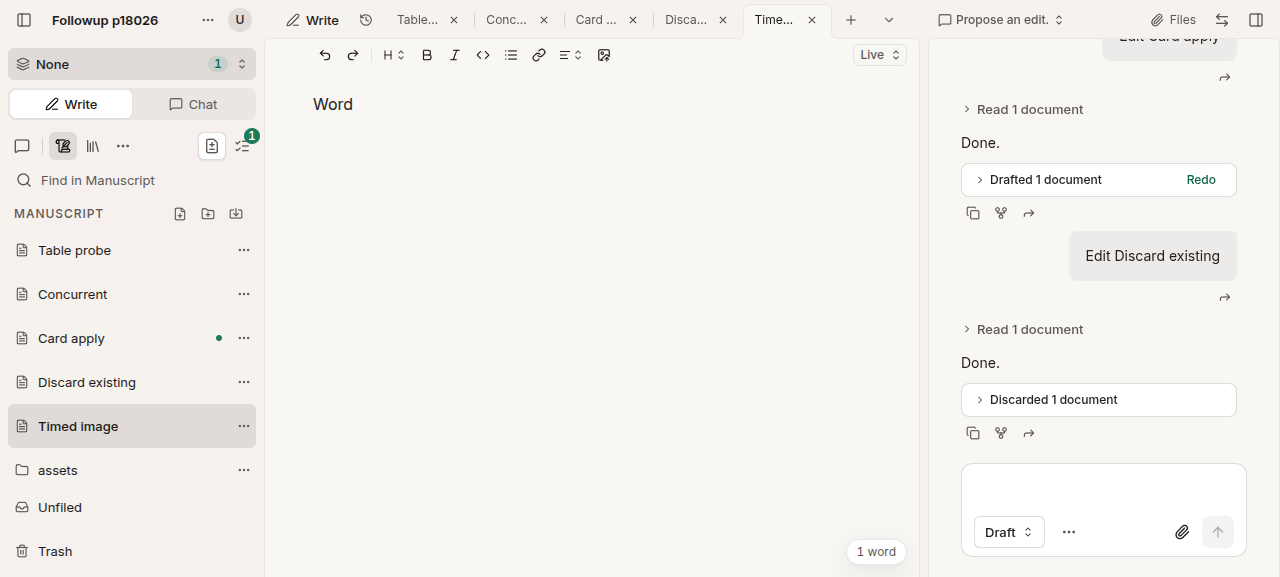 Followup p18026
U
None
1
Write
Chat
1
Find in Manuscript
MANUSCRIPT
Table probe
Concurrent
Card apply
Discard existing
Timed image
assets
Unfiled
Trash
Write
Table...
Conc...
Card ...
Disca...
Time...
H
B
I
Live
Word
1 word
Propose an edit.
Files
Edit Card apply
Read 1 document
Done.
Drafted 1 document
Redo
Edit Discard existing
Read 1 document
Done.
Discarded 1 document
Draft